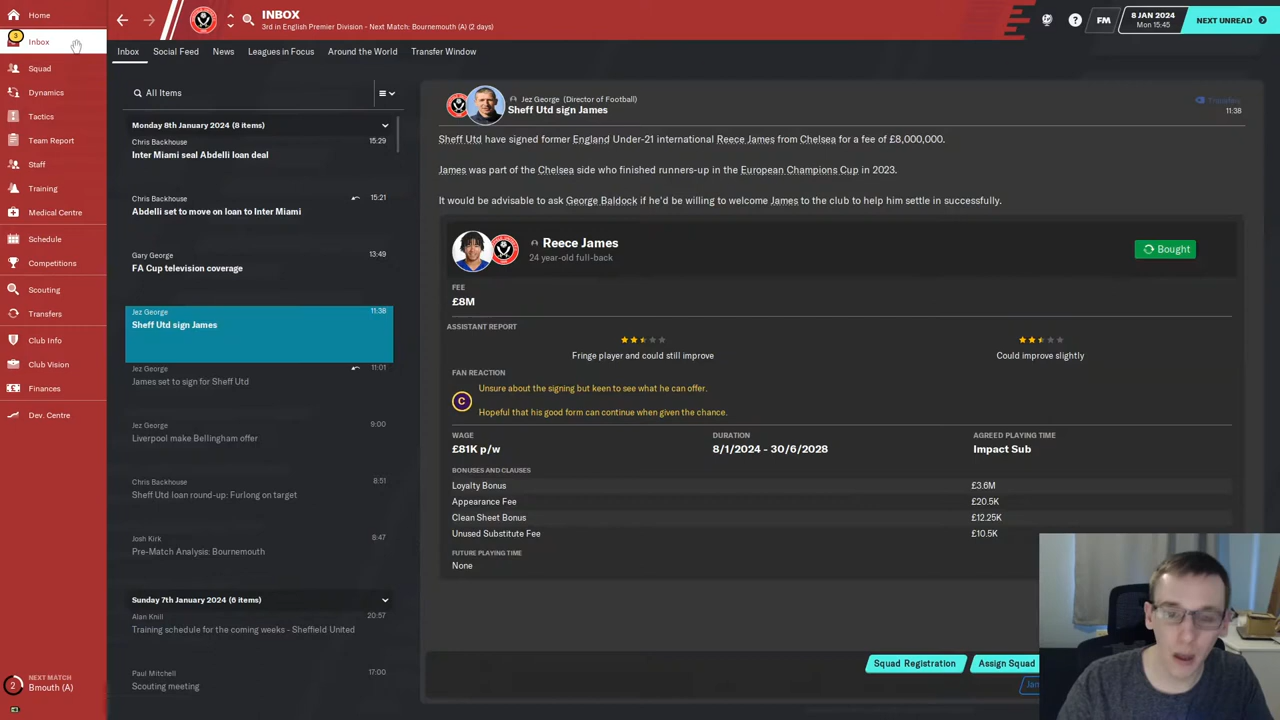 Home
INBOX
3rd in English Premier Division - Next Match: Bournemouth (A) (2 days)
FM
8 JAN 2024
Mon 15:45
NEXT UNREAD
3
Inbox
Squad
Dynamics
Tactics
Team Report
Staff
Training
Medical Centre
Schedule
Competitions
Scouting
Transfers
Club Info
Club Vision
Finances
Dev. Centre
2
NEXT MATCH
Bmouth (A)
Inbox
Social Feed
News
Leagues in Focus
Around the World
Transfer Window
All Items
Monday 8th January 2024 (8 items)
Chris Backhouse
15:29
Inter Miami seal Abdelli loan deal
Chris Backhouse
15:21
Abdelli set to move on loan to Inter Miami
Gary George
13:49
FA Cup television coverage
Jez George
11:38
Sheff Utd sign James
Jez George
11:01
James set to sign for Sheff Utd
Jez George
9:00
Liverpool make Bellingham offer
Chris Backhouse
8:51
Sheff Utd loan round-up: Furlong on target
Josh Kirk
8:47
Pre-Match Analysis: Bournemouth
Sunday 7th January 2024 (6 items)
Alan Knill
20:57
Training schedule for the coming weeks - Sheffield United
Paul Mitchell
17:00
Scouting meeting
Jez George (Director of Football)
Sheff Utd sign James
Transfers
11:38
Sheff Utd have signed former England Under-21 international Reece James from Chelsea for a fee of £8,000,000.
James was part of the Chelsea side who finished runners-up in the European Champions Cup in 2023.
It would be advisable to ask George Baldock if he'd be willing to welcome James to the club to help him settle in successfully.
Reece James
24 year-old full-back
Bought
FEE
£8M
ASSISTANT REPORT
Fringe player and could still improve
Could improve slightly
FAN REACTION
C
Unsure about the signing but keen to see what he can offer.
Hopeful that his good form can continue when given the chance.
WAGE
DURATION
AGREED PLAYING TIME
£81K p/w
8/1/2024 - 30/6/2028
Impact Sub
BONUSES AND CLAUSES
Loyalty Bonus
£3.6M
Appearance Fee
£20.5K
Clean Sheet Bonus
£12.25K
Unused Substitute Fee
£10.5K
FUTURE PLAYING TIME
None
Squad Registration
Assign Squad